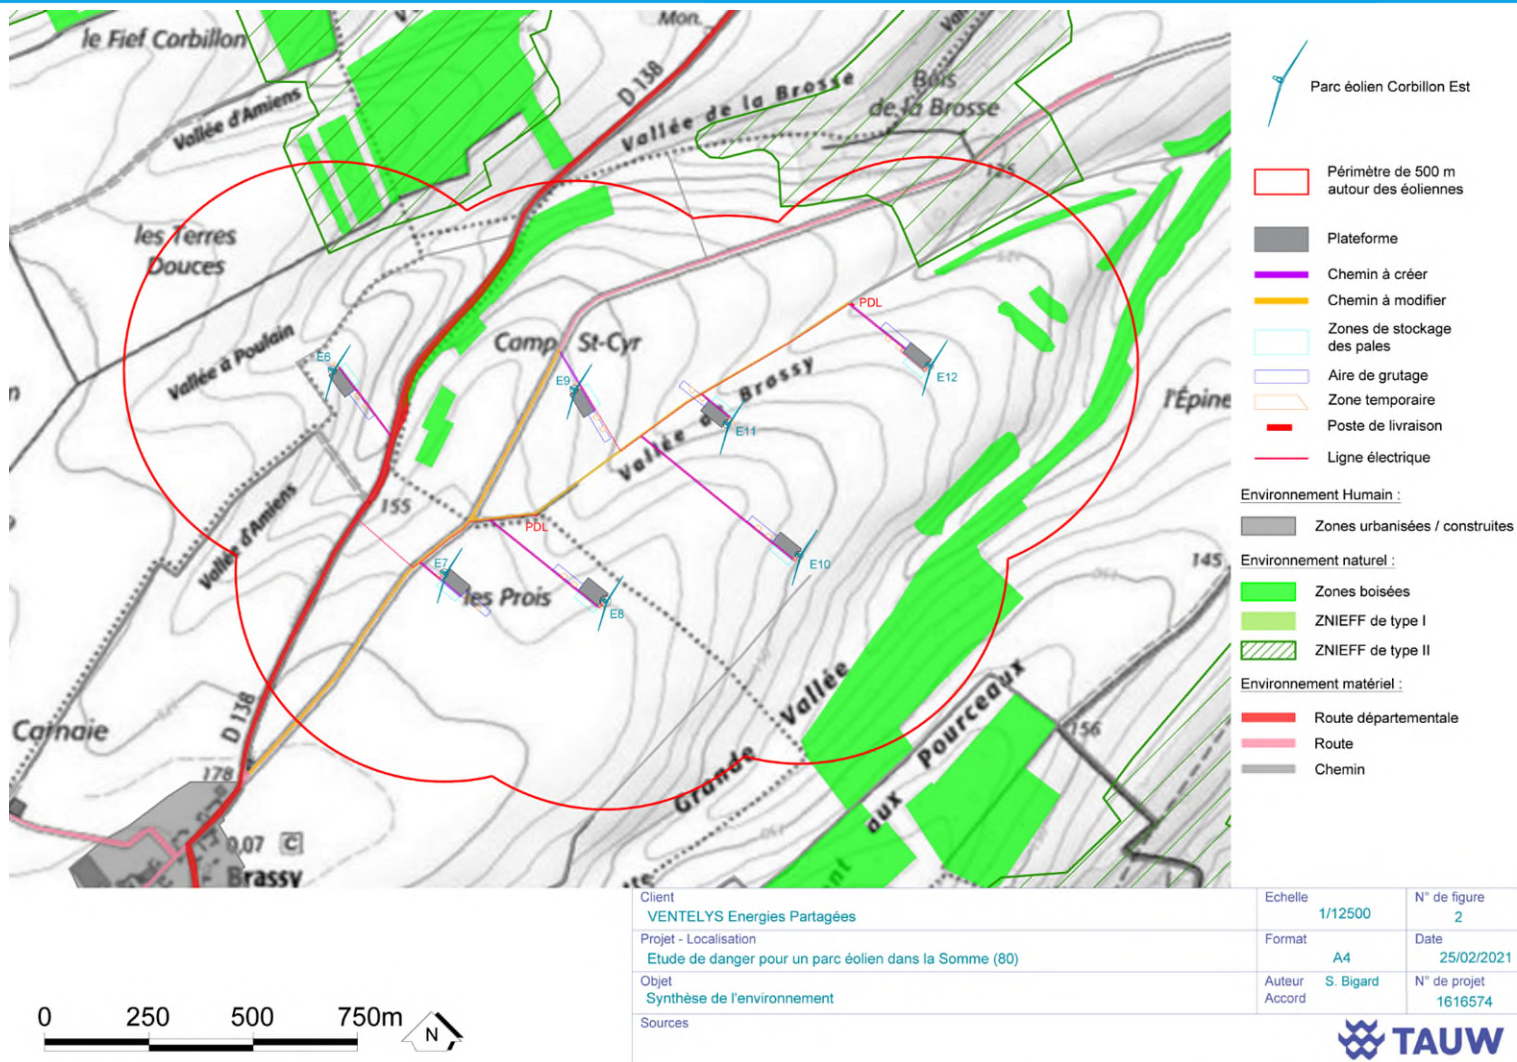 le Fief Corbillon
Mon.
D 138
Vallée d'Amiens
Vallée de la Brosse
Bois
de la Brosse
125
les Terres
Douces
Vallée à Poulain
Camp St-Cyr
PDL
E6
E9
E12
E11
Vallée de Brossy
l'Épine
155
Vallée d'Amiens
PDL
E10
E7
les Prois
E8
145
Carnaie
D 138
178
Grande Vallée
aux Pourceaux
156
0,07 C
Brassy
Parc éolien Corbillon Est
Périmètre de 500 m
autour des éoliennes
Plateforme
Chemin à créer
Chemin à modifier
Zones de stockage
des pales
Aire de grutage
Zone temporaire
Poste de livraison
Ligne électrique
Environnement Humain :
Zones urbanisées / construites
Environnement naturel :
Zones boisées
ZNIEFF de type I
ZNIEFF de type II
Environnement matériel :
Route départementale
Route
Chemin
Client
VENTELYS Energies Partagées
Echelle
1/12500
N° de figure
2
Projet - Localisation
Etude de danger pour un parc éolien dans la Somme (80)
Format
A4
Date
25/02/2021
Objet
Synthèse de l'environnement
Auteur S. Bigard
Accord
N° de projet
1616574
Sources
TAUW
0 250 500 750m
N